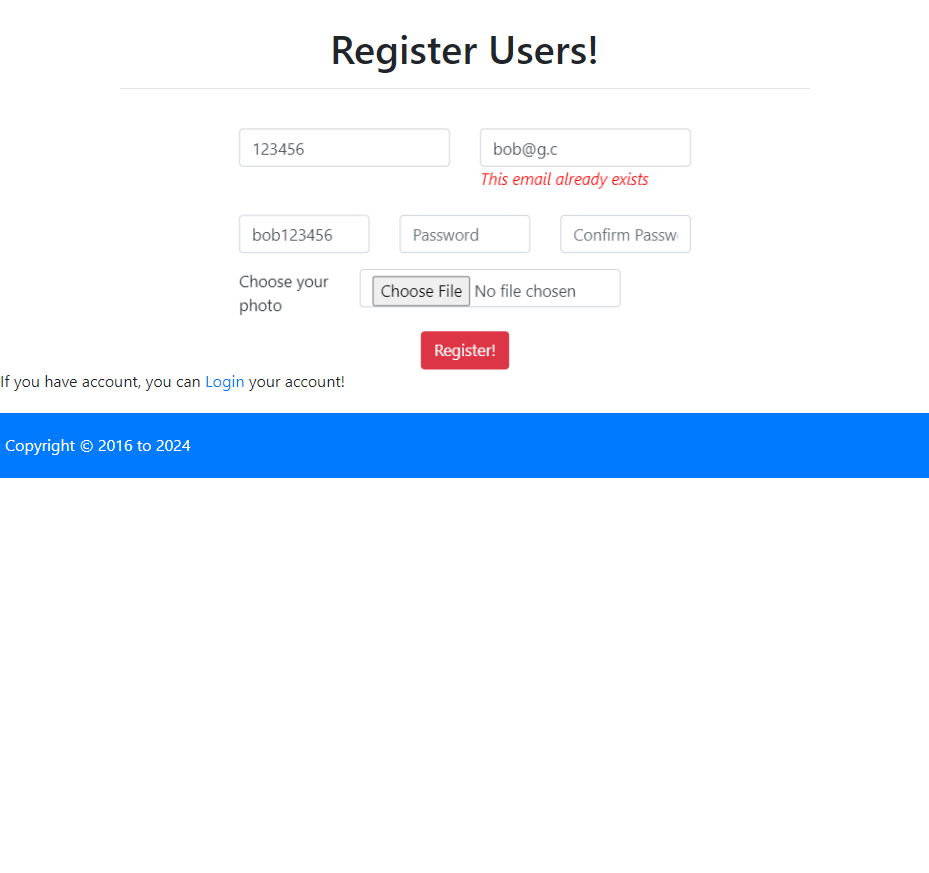 Register Users!
123456
bob@g.c
This email already exists
bob123456
Password
Confirm Passw
Choose your
photo
Choose File No file chosen
Register!
If you have account, you can Login your account!
Copyright © 2016 to 2024